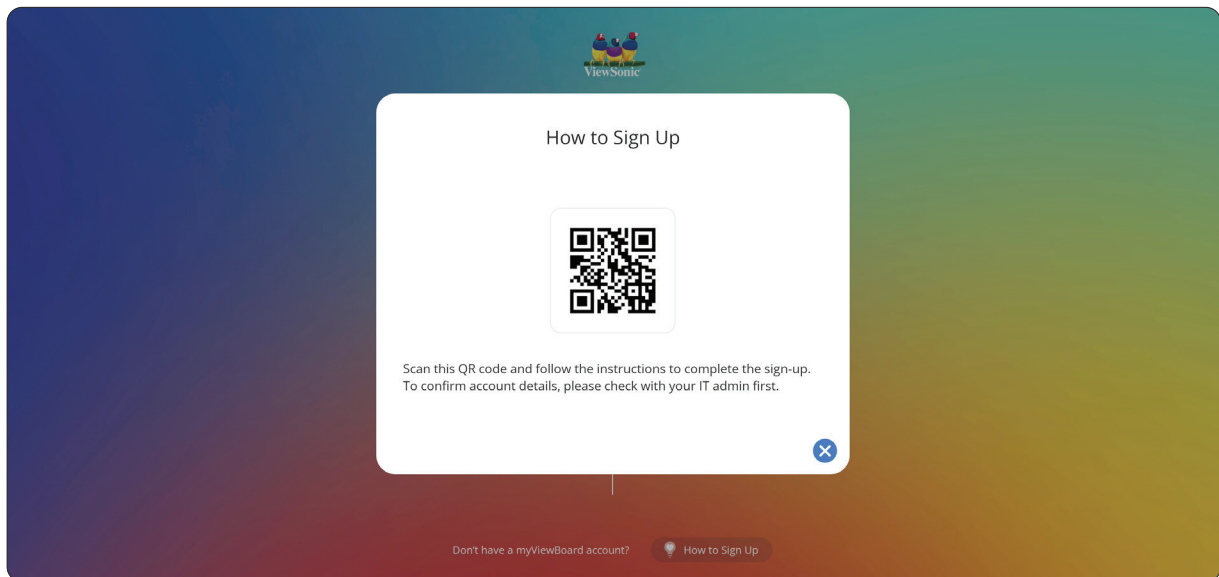 ViewSonic
How to Sign Up
Scan this QR code and follow the instructions to complete the sign-up.
To confirm account details, please check with your IT admin first.
Don't have a myViewBoard account?
How to Sign Up